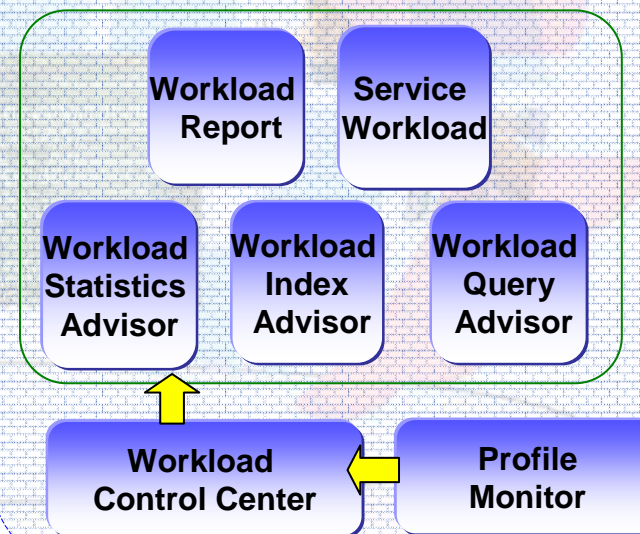 Workload
Report
Service
Workload
Workload
Statistics
Advisor
Workload
Index
Advisor
Workload
Query
Advisor
Workload
Control Center
Profile
Monitor